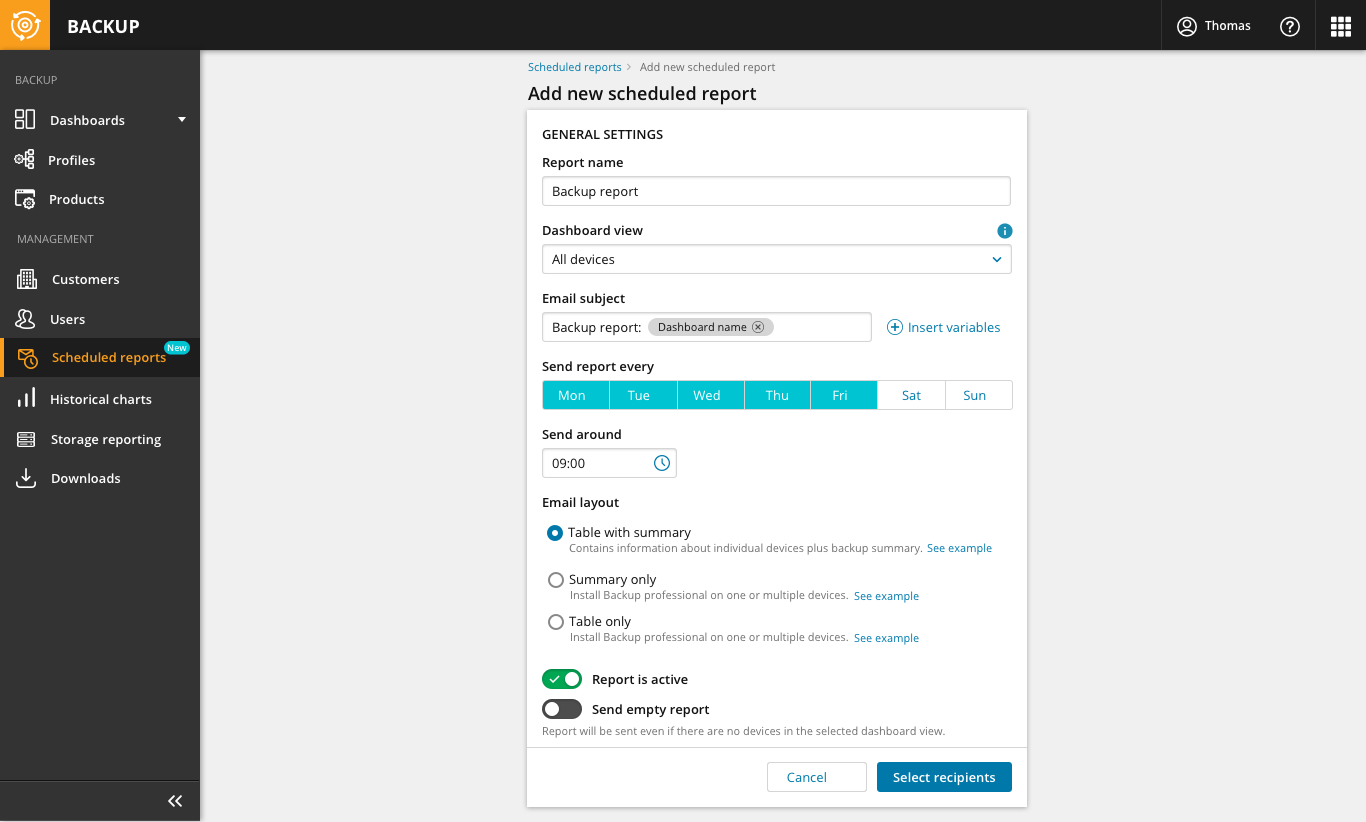 BACKUP
Thomas
BACKUP
Dashboards
Profiles
Products
MANAGEMENT
Customers
Users
Scheduled reports New
Historical charts
Storage reporting
Downloads
Scheduled reports > Add new scheduled report
Add new scheduled report
GENERAL SETTINGS
Report name
Backup report
Dashboard view
All devices
Email subject
Backup report: Dashboard name
Insert variables
Send report every
Mon Tue Wed Thu Fri Sat Sun
Send around
09:00
Email layout
Table with summary
Contains information about individual devices plus backup summary. See example
Summary only
Install Backup professional on one or multiple devices. See example
Table only
Install Backup professional on one or multiple devices. See example
Report is active
Send empty report
Report will be sent even if there are no devices in the selected dashboard view.
Cancel
Select recipients